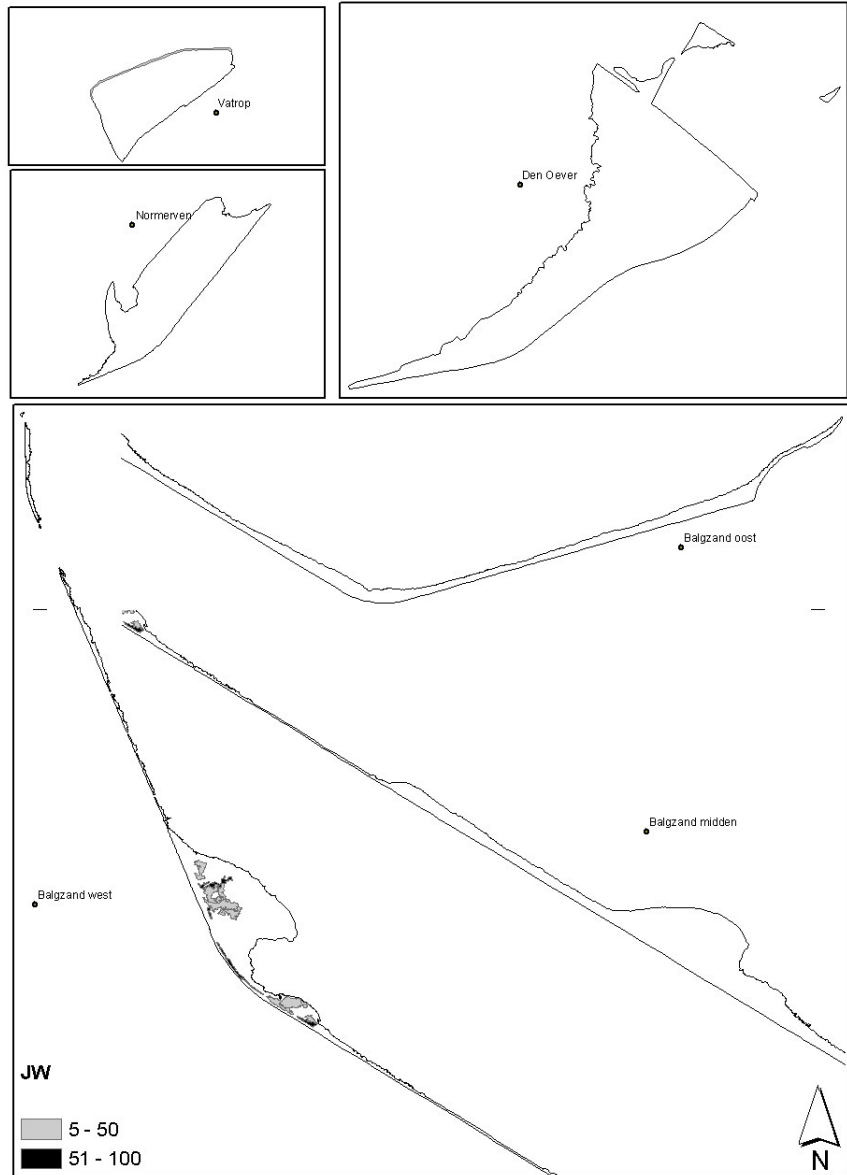 Vatrop
Normerven
Den Oever
Balgzand oost
Balgzand midden
Balgzand west
JW
5 - 50
51 - 100
N